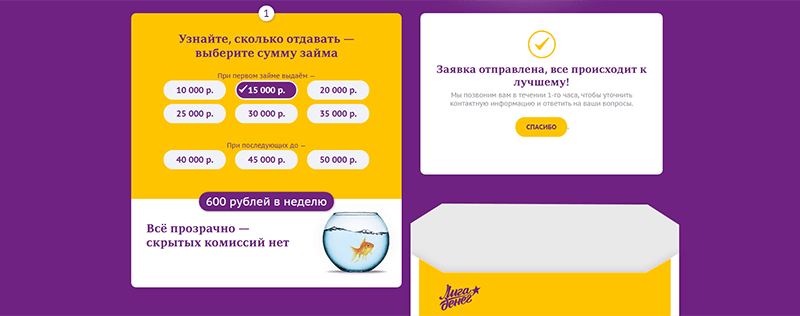 1
Узнайте, сколько отдавать —
выберите сумму займа
При первом займе выдаём —
10 000 р.
15 000 р.
20 000 р.
25 000 р.
30 000 р.
35 000 р.
При последующих до —
40 000 р.
45 000 р.
50 000 р.
600 рублей в неделю
Всё прозрачно —
скрытых комиссий нет
Заявка отправлена, все происходит к
лучшему!
Мы позвоним вам в течении 1-го часа, чтобы уточнить
контактную информацию и ответить на ваши вопросы.
СПАСИБО
Лига
денег